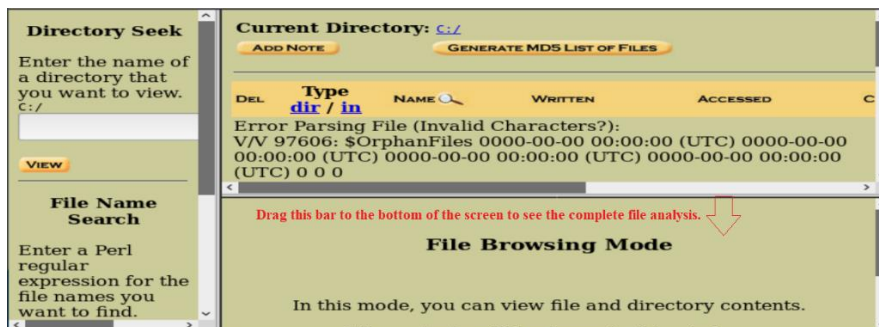 Directory Seek
Enter the name of
a directory that
you want to view.
C:/
VIEW
File Name
Search
Enter a Perl
regular
expression for the
file names you
want to find.
Current Directory: C:/
ADD NOTE GENERATE MD5 LIST OF FILES
DEL Type dir / in NAME WRITTEN ACCESSED C
Error Parsing File (Invalid Characters?):
V/V 97606: $OrphanFiles 0000-00-00 00:00:00 (UTC) 0000-00-00
00:00:00 (UTC) 0000-00-00 00:00:00 (UTC) 0000-00-00 00:00:00
(UTC) 0 0 0
Drag this bar to the bottom of the screen to see the complete file analysis.
File Browsing Mode
In this mode, you can view file and directory contents.